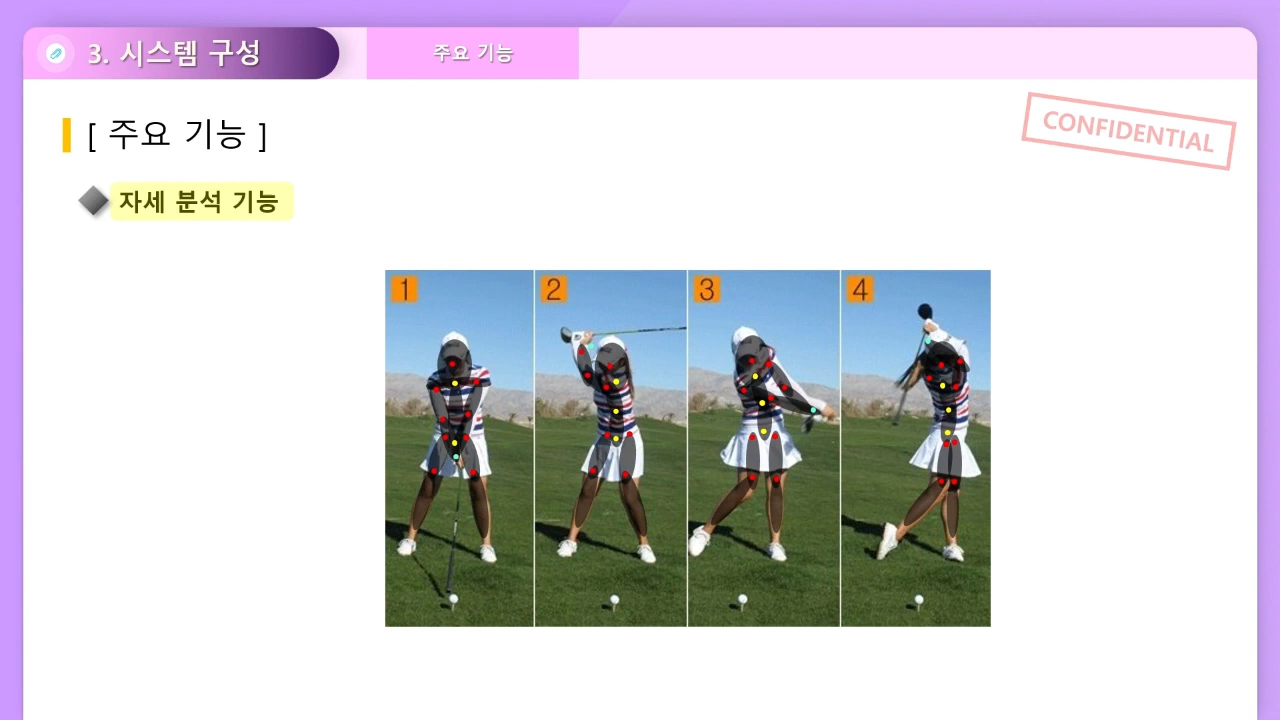 3. 시스템 구성
주요 기능
[ 주요 기능 ]
CONFIDENTIAL
자세 분석 기능
1
2
3
4